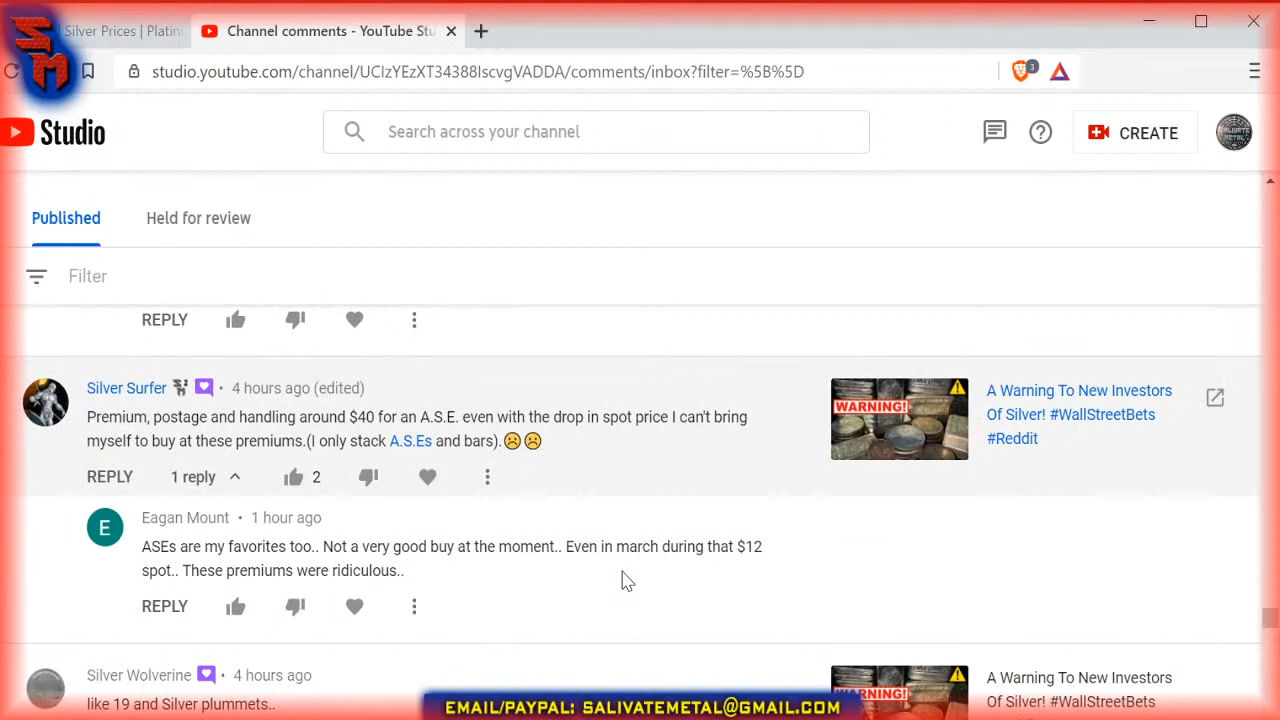 SM
Silver Prices | Platin
Channel comments - YouTube Stu
studio.youtube.com/channel/UCIzYEzXT34388IscvgVADDA/comments/inbox?filter=%5B%5D
3
Studio
Search across your channel
CREATE
Published
Held for review
Filter
REPLY
Silver Surfer • 4 hours ago (edited)
Premium, postage and handling around $40 for an A.S.E. even with the drop in spot price I can't bring
myself to buy at these premiums.(I only stack A.S.Es and bars).☹️☹️
REPLY 1 reply 2
WARNING!
A Warning To New Investors
Of Silver! #WallStreetBets
#Reddit
E
Eagan Mount • 1 hour ago
ASEs are my favorites too.. Not a very good buy at the moment.. Even in march during that $12
spot.. These premiums were ridiculous..
REPLY
Silver Wolverine • 4 hours ago
like 19 and Silver plummets..
WARNING!
A Warning To New Investors
Of Silver! #WallStreetBets
EMAIL/PAYPAL: SALIVATEMETAL@GMAIL.COM